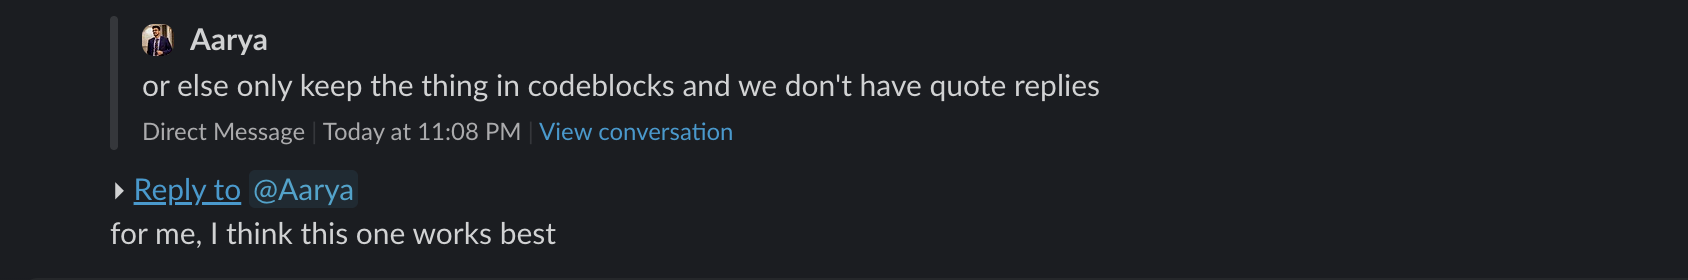 Aarya
or else only keep the thing in codeblocks and we don't have quote replies
Direct Message | Today at 11:08 PM | View conversation
Reply to @Aarya
for me, I think this one works best